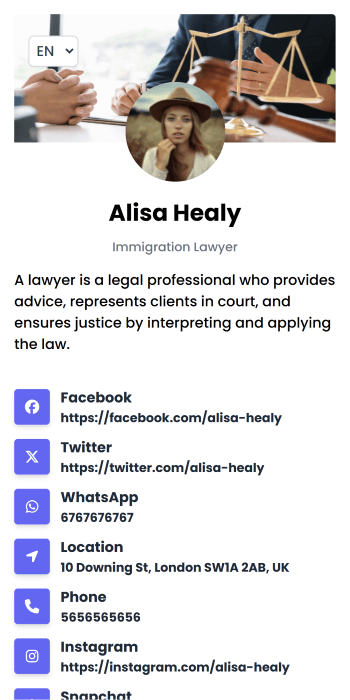 EN
Alisa Healy
Immigration Lawyer
A lawyer is a legal professional who provides
advice, represents clients in court, and
ensures justice by interpreting and applying
the law.
Facebook
https://facebook.com/alisa-healy
Twitter
https://twitter.com/alisa-healy
WhatsApp
6767676767
Location
10 Downing St, London SW1A 2AB, UK
Phone
5656565656
Instagram
https://instagram.com/alisa-healy
Snapchat